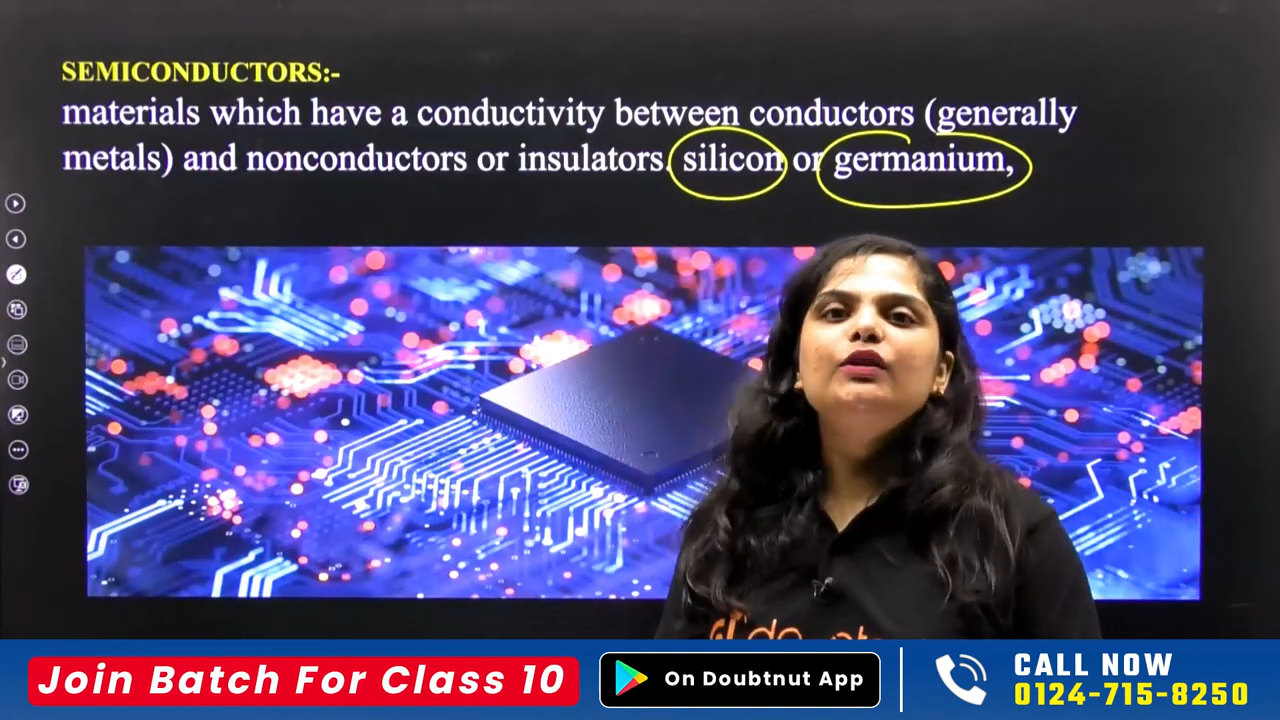 SEMICONDUCTORS:-
materials which have a conductivity between conductors (generally
metals) and nonconductors or insulators. silicon or germanium,
Join Batch For Class 10
On Doubtnut App
CALL NOW
0124-715-8250